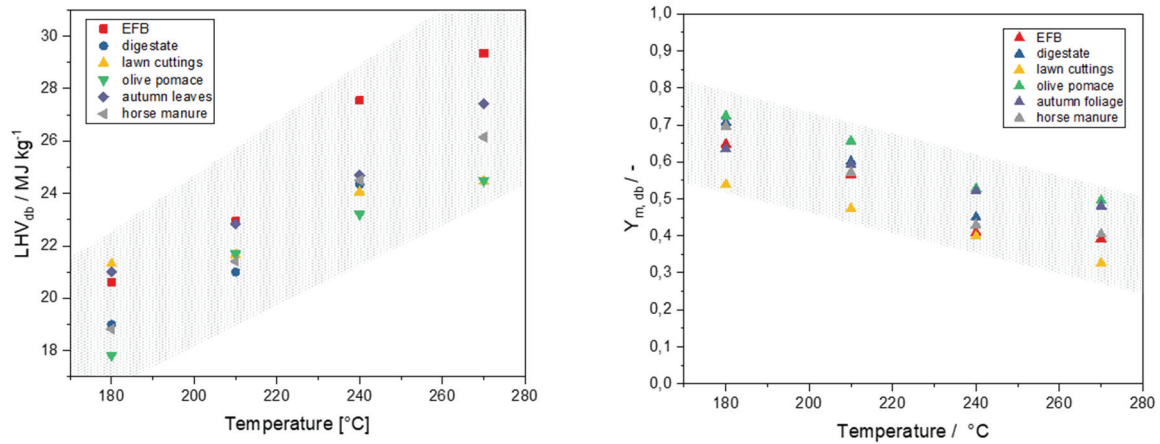 30
28
26
24
22
20
18
LHV_db / MJ kg⁻¹
EFB
digestate
lawn cuttings
olive pomace
autumn leaves
horse manure
180 200 220 240 260 280
Temperature [°C]
1,0
0,9
0,8
0,7
0,6
0,5
0,4
0,3
0,2
0,1
0,0
Y_m, db / -
EFB
digestate
lawn cuttings
olive pomace
autumn foliage
horse manure
180 200 220 240 260 280
Temperature / °C